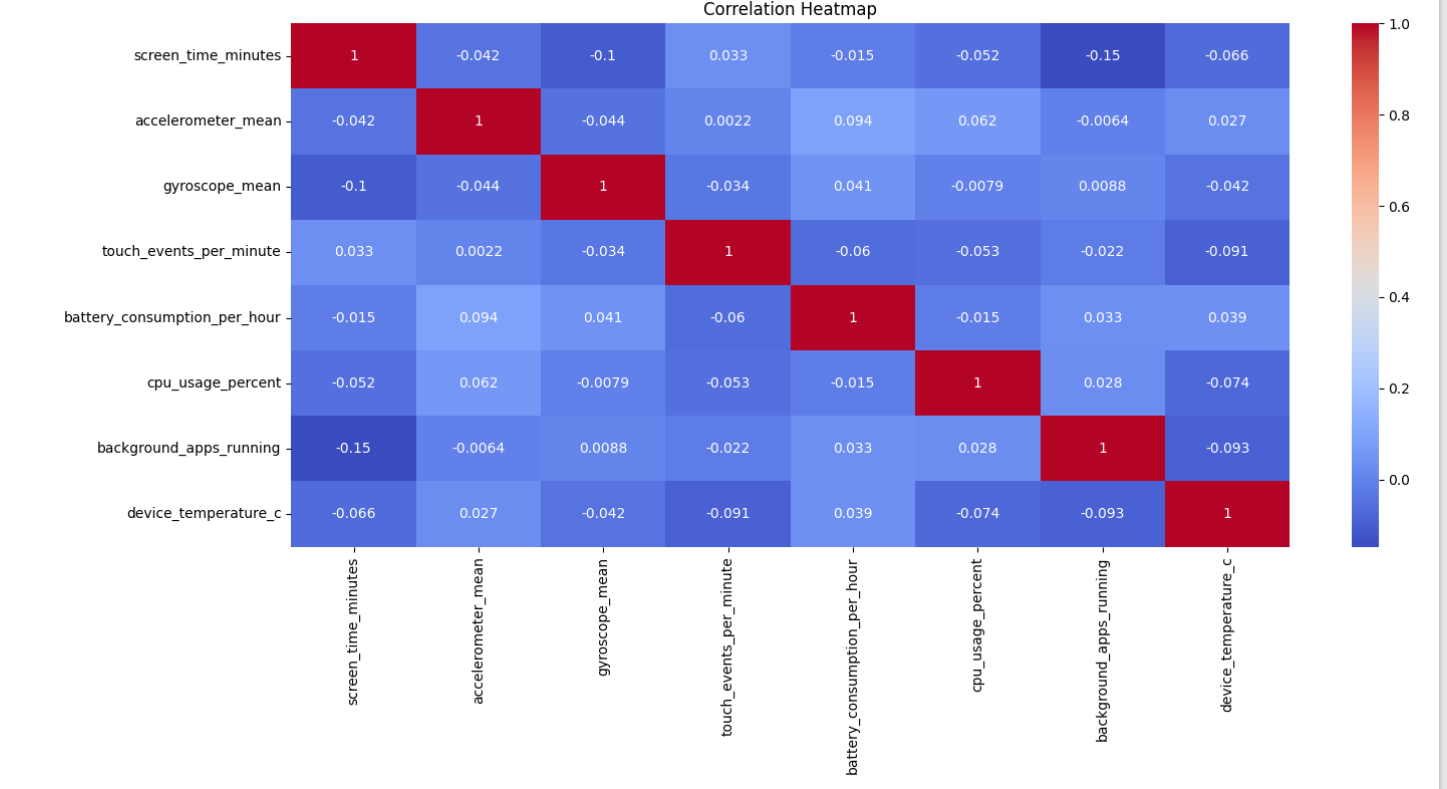 Correlation Heatmap
screen_time_minutes 1 -0.042 -0.1 0.033 -0.015 -0.052 -0.15 -0.066
accelerometer_mean -0.042 1 -0.044 0.0022 0.094 0.062 -0.0064 0.027
gyroscope_mean -0.1 -0.044 1 -0.034 0.041 -0.0079 0.0088 -0.042
touch_events_per_minute 0.033 0.0022 -0.034 1 -0.06 -0.053 -0.022 -0.091
battery_consumption_per_hour -0.015 0.094 0.041 -0.06 1 -0.015 0.033 0.039
cpu_usage_percent -0.052 0.062 -0.0079 -0.053 -0.015 1 0.028 -0.074
background_apps_running -0.15 -0.0064 0.0088 -0.022 0.033 0.028 1 -0.093
device_temperature_c -0.066 0.027 -0.042 -0.091 0.039 -0.074 -0.093 1
screen_time_minutes
accelerometer_mean
gyroscope_mean
touch_events_per_minute
battery_consumption_per_hour
cpu_usage_percent
background_apps_running
device_temperature_c
1.0
0.8
0.6
0.4
0.2
0.0